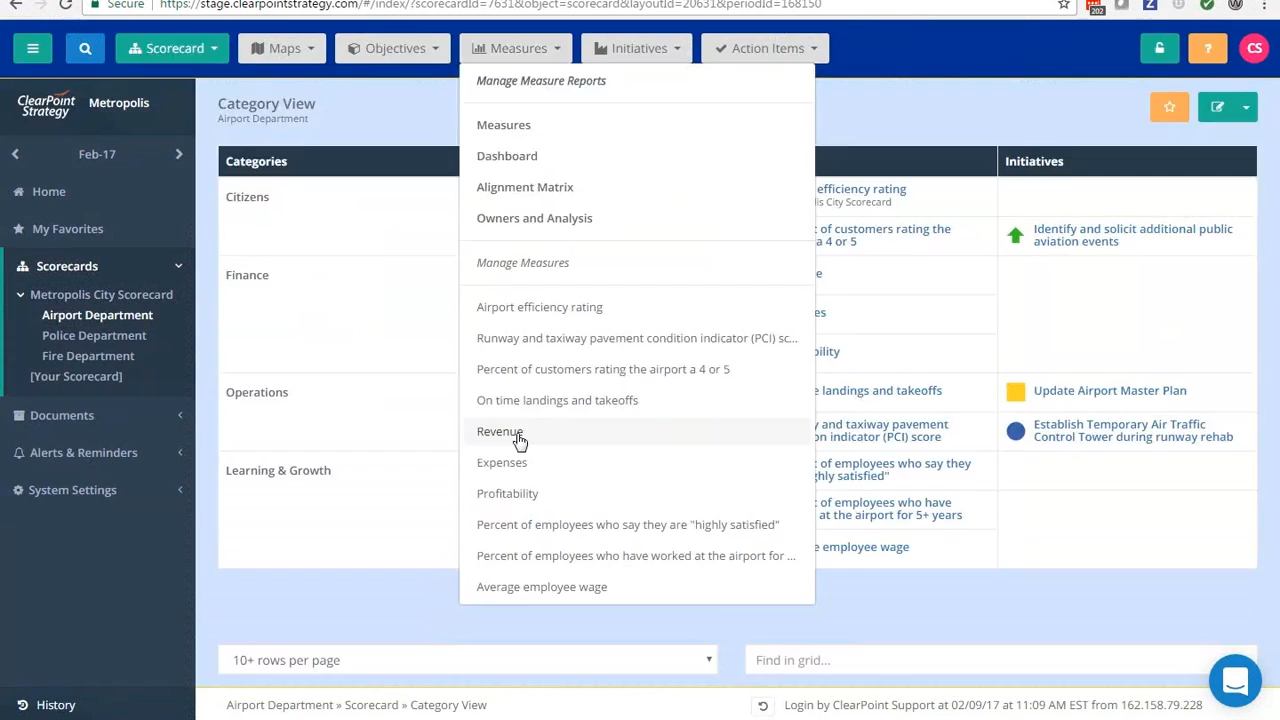 Secure
https://stage.clearpointstrategy.com/#/index/?scorecardId=7631&object=scorecard&layoutId=20631&periodId=168150
202
Z
Scorecard
Maps
Objectives
Measures
Initiatives
Action Items
?
CS
ClearPoint
Strategy
Metropolis
Feb-17
Home
My Favorites
Scorecards
Metropolis City Scorecard
Airport Department
Police Department
Fire Department
[Your Scorecard]
Documents
Alerts & Reminders
System Settings
History
Category View
Airport Department
Categories
Citizens
Finance
Operations
Learning & Growth
Manage Measure Reports
Measures
Dashboard
Alignment Matrix
Owners and Analysis
Manage Measures
Airport efficiency rating
Runway and taxiway pavement condition indicator (PCI) sc...
Percent of customers rating the airport a 4 or 5
On time landings and takeoffs
Revenue
Expenses
Profitability
Percent of employees who say they are "highly satisfied"
Percent of employees who have worked at the airport for ...
Average employee wage
efficiency rating
lis City Scorecard
of customers rating the
a 4 or 5
e
es
ility
landings and takeoffs
y and taxiway pavement
on indicator (PCI) score
of employees who say they
ghly satisfied"
of employees who have
at the airport for 5+ years
e employee wage
Initiatives
Identify and solicit additional public
aviation events
Update Airport Master Plan
Establish Temporary Air Traffic
Control Tower during runway rehab
10+ rows per page
Find in grid...
Airport Department » Scorecard » Category View
Login by ClearPoint Support at 02/09/17 at 11:09 AM EST from 162.158.79.228